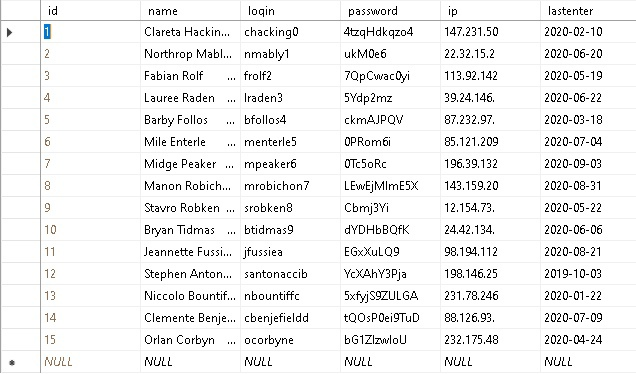 id name login password ip lastenter
1 Clareta Hackin... chacking0 4tzqHdkqzo4 147.231.50 2020-02-10
2 Northrop Mabl... nmably1 ukM0e6 22.32.15.2 2020-06-20
3 Fabian Rolf ... frolf2 7QpCwac0yi 113.92.142 2020-05-19
4 Lauree Raden ... lraden3 5Ydp2mz 39.24.146. 2020-06-22
5 Barby Follos ... bfollos4 ckmAJPQV 87.232.97. 2020-03-18
6 Mile Enterle ... menterle5 0PRom6i 85.121.209 2020-07-04
7 Midge Peaker ... mpeaker6 0Tc5oRc 196.39.132 2020-09-03
8 Manon Robich... mrobichon7 LEwEjMlmE5X 143.159.20 2020-08-31
9 Stavro Robken ... srobken8 Cbmj3Yi 12.154.73. 2020-05-22
10 Bryan Tidmas ... btidmas9 dYDHbBQfK 24.42.134. 2020-06-06
11 Jeannette Fussi... jfussiea EGxXuLQ9 98.194.112 2020-08-21
12 Stephen Anton... santonaccib YcXAhY3Pja 198.146.25 2019-10-03
13 Niccolo Bountif... nbountiffc 5xfyjS9ZULGA 231.78.246 2020-01-22
14 Clemente Benje... cbenjefieldd tQOsP0ei9TuD 88.126.93. 2020-07-09
15 Orlan Corbyn ... ocorbyne bG1ZlzwIoU 232.175.48 2020-04-24
NULL NULL NULL NULL NULL NULL